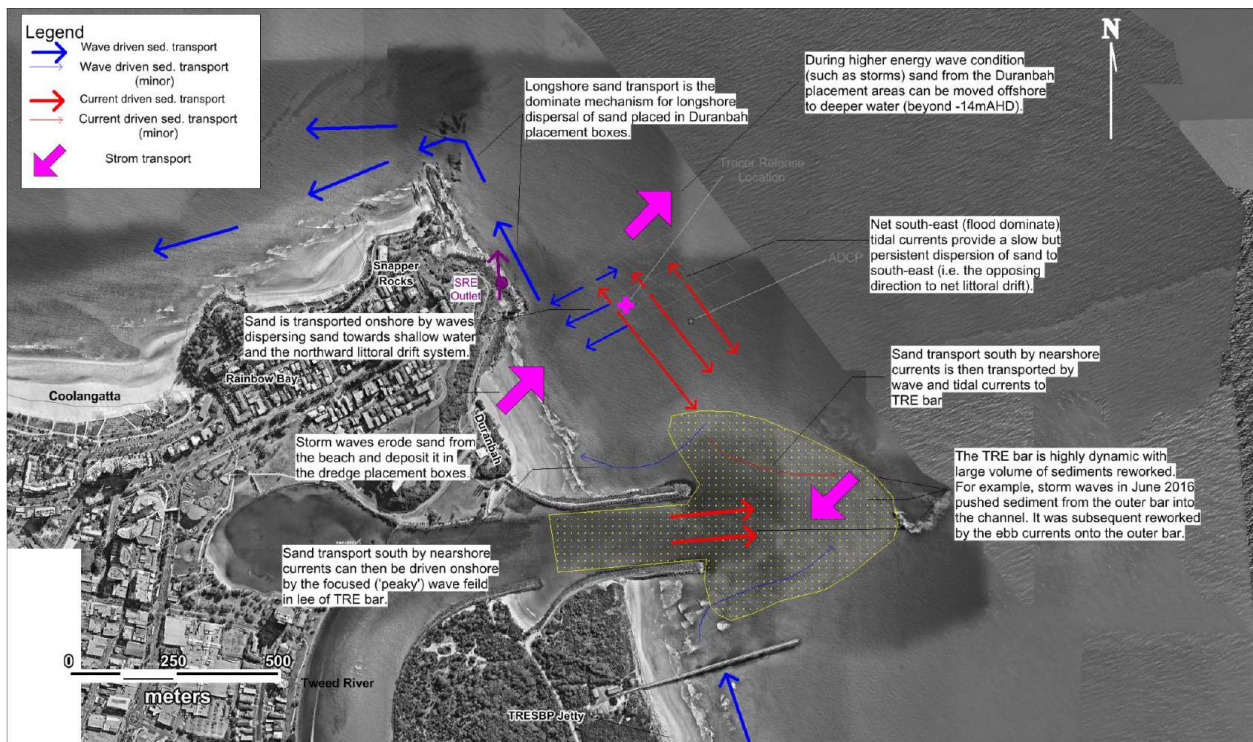 Legend
Wave driven sed. transport
Wave driven sed. transport
(minor)
Current driven sed. transport
Current driven sed. transport
(minor)
Strom transport
N
During higher energy wave condition
(such as storms) sand from the Duranbah
placement areas can be moved offshore
to deeper water (beyond -14mAHD).
Longshore sand transport is the
dominate mechanism for longshore
dispersal of sand placed in Duranbah
placement boxes.
Tracer Release
Location
Net south-east (flood dominate)
tidal currents provide a slow but
persistent dispersion of sand to
south-east (i.e. the opposing
direction to net littoral drift).
ADCP
Snapper
Rocks
SRE
Outlet
Sand is transported onshore by waves
dispersing sand towards shallow water
and the northward littoral drift system.
Rainbow Bay
Coolangatta
Duranbah
Sand transport south by nearshore
currents is then transported by
wave and tidal currents to
TRE bar
Storm waves erode sand from
the beach and deposit it in
the dredge placement boxes.
The TRE bar is highly dynamic with
large volume of sediments reworked.
For example, storm waves in June 2016
pushed sediment from the outer bar into
the channel. It was subsequent reworked
by the ebb currents onto the outer bar.
Sand transport south by nearshore
currents can then be driven onshore
by the focused ('peaky') wave feild
in lee of TRE bar.
0 250 500
meters
Tweed River
TRESBP Jetty